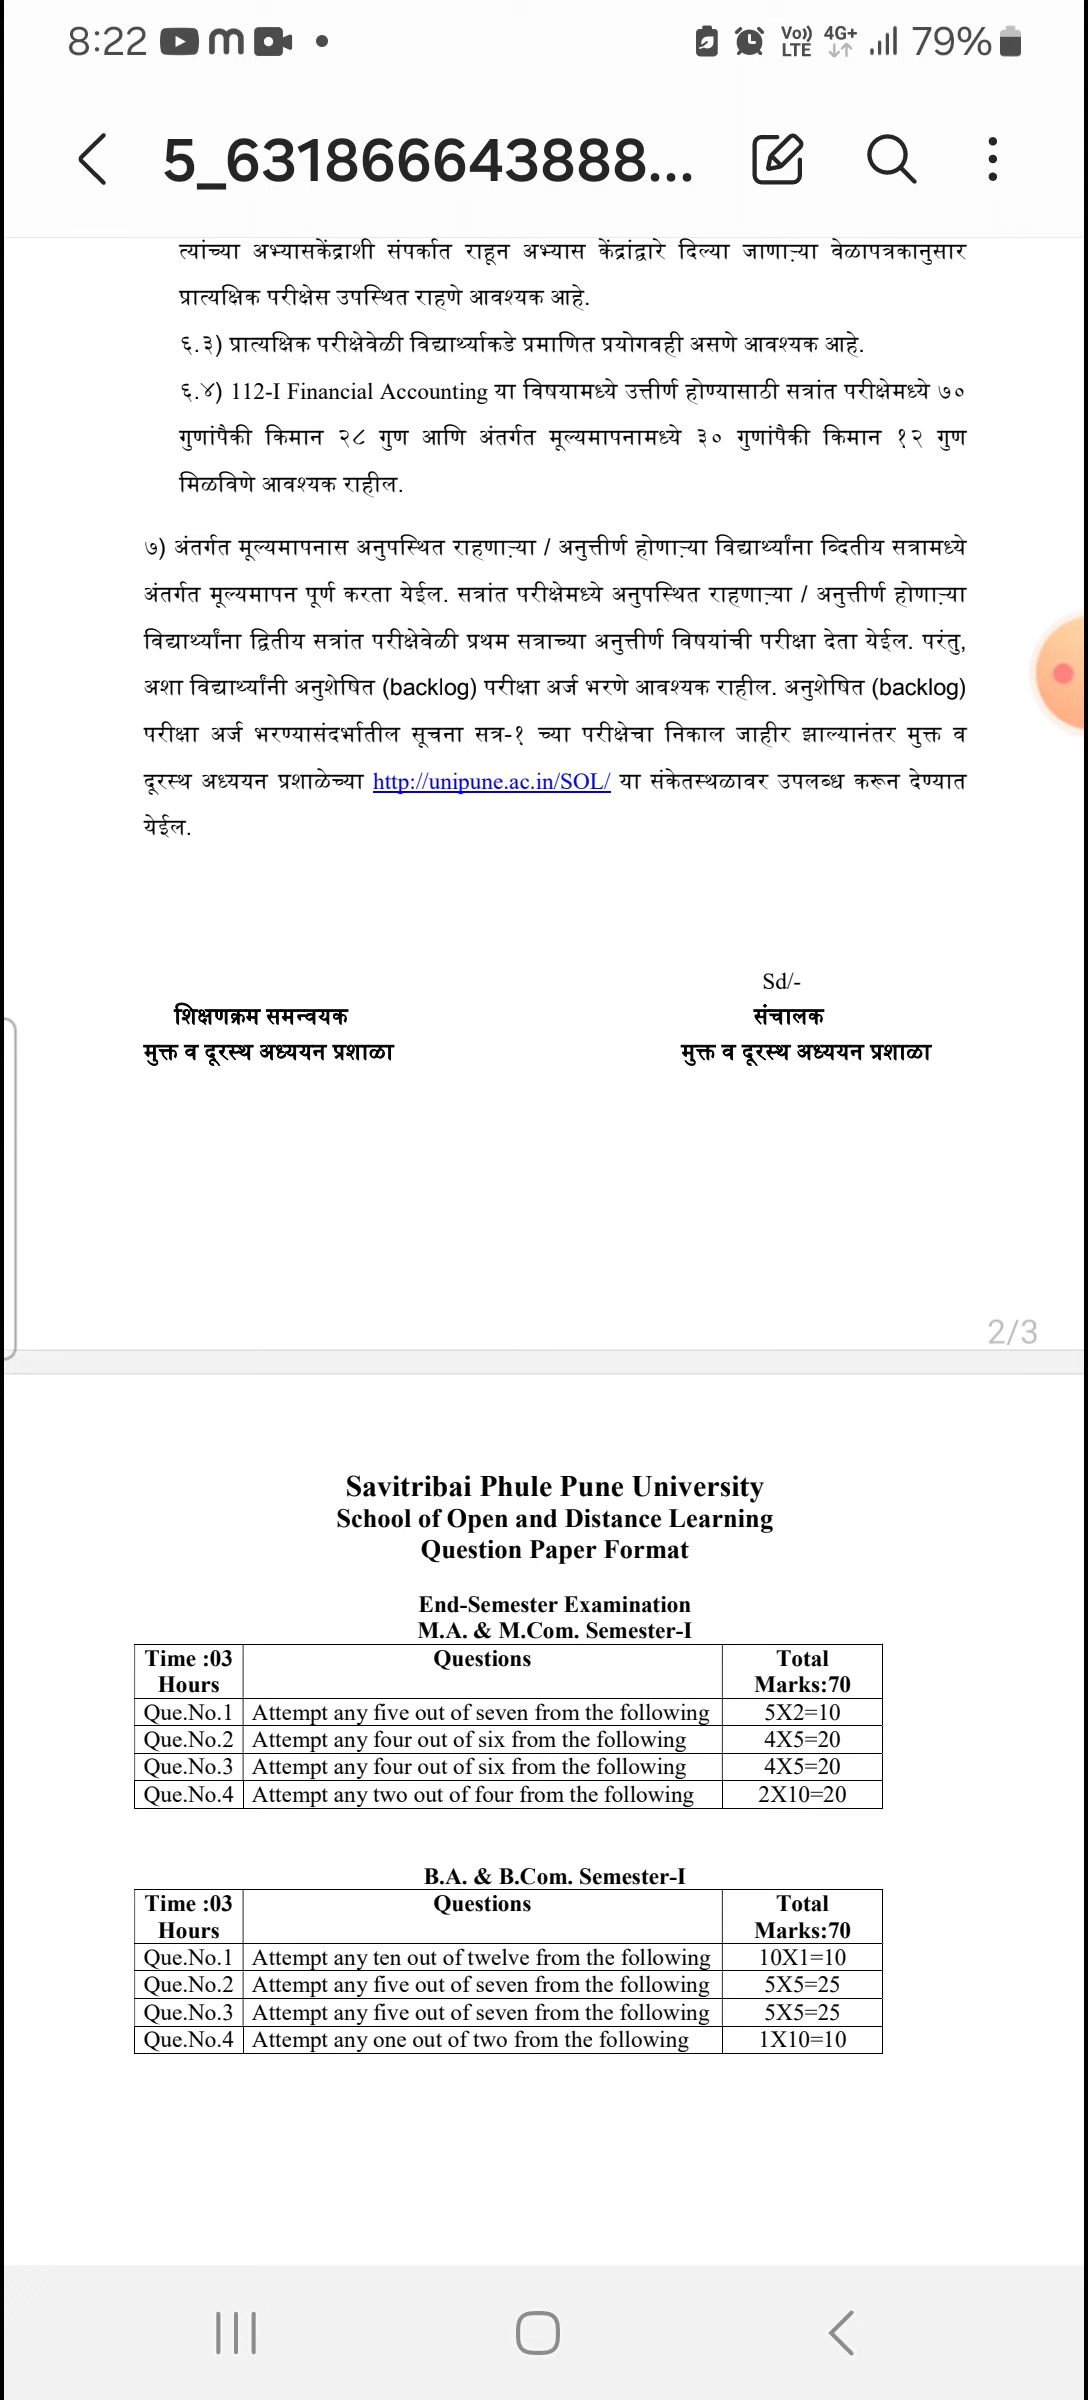 8:22
Vo)) LTE 4G+ 79%
5_631866643888...
त्यांच्या अभ्यासकेंद्राशी संपर्कात राहून अभ्यास केंद्रांद्वारे दिल्या जाणाऱ्या वेळापत्रकानुसार
प्रात्यक्षिक परीक्षेस उपस्थित राहणे आवश्यक आहे.
६.३) प्रात्यक्षिक परीक्षेवेळी विद्यार्थ्याकडे प्रमाणित प्रयोगवही असणे आवश्यक आहे.
६.४) 112-I Financial Accounting या विषयामध्ये उत्तीर्ण होण्यासाठी सत्रांत परीक्षेमध्ये ७०
गुणांपैकी किमान २८ गुण आणि अंतर्गत मूल्यमापनामध्ये ३० गुणांपैकी किमान १२ गुण
मिळविणे आवश्यक राहील.
७) अंतर्गत मूल्यमापनास अनुपस्थित राहणाऱ्या / अनुत्तीर्ण होणाऱ्या विद्यार्थ्यांना व्दितीय सत्रामध्ये
अंतर्गत मूल्यमापन पूर्ण करता येईल. सत्रांत परीक्षेमध्ये अनुपस्थित राहणाऱ्या / अनुत्तीर्ण होणाऱ्या
विद्यार्थ्यांना द्वितीय सत्रांत परीक्षेवेळी प्रथम सत्राच्या अनुत्तीर्ण विषयांची परीक्षा देता येईल. परंतु,
अशा विद्यार्थ्यांनी अनुशेषित (backlog) परीक्षा अर्ज भरणे आवश्यक राहील. अनुशेषित (backlog)
परीक्षा अर्ज भरण्यासंदर्भातील सूचना सत्र-१ च्या परीक्षेचा निकाल जाहीर झाल्यानंतर मुक्त व
दूरस्थ अध्ययन प्रशाळेच्या http://unipune.ac.in/SOL/ या संकेतस्थळावर उपलब्ध करून देण्यात
येईल.
Sd/-
शिक्षणक्रम समन्वयक संचालक
मुक्त व दूरस्थ अध्ययन प्रशाळा मुक्त व दूरस्थ अध्ययन प्रशाळा
2/3
Savitribai Phule Pune University
School of Open and Distance Learning
Question Paper Format
End-Semester Examination
M.A. & M.Com. Semester-I
Time :03 Questions Total
Hours Marks:70
Que.No.1 Attempt any five out of seven from the following 5X2=10
Que.No.2 Attempt any four out of six from the following 4X5=20
Que.No.3 Attempt any four out of six from the following 4X5=20
Que.No.4 Attempt any two out of four from the following 2X10=20
B.A. & B.Com. Semester-I
Time :03 Questions Total
Hours Marks:70
Que.No.1 Attempt any ten out of twelve from the following 10X1=10
Que.No.2 Attempt any five out of seven from the following 5X5=25
Que.No.3 Attempt any five out of seven from the following 5X5=25
Que.No.4 Attempt any one out of two from the following 1X10=10